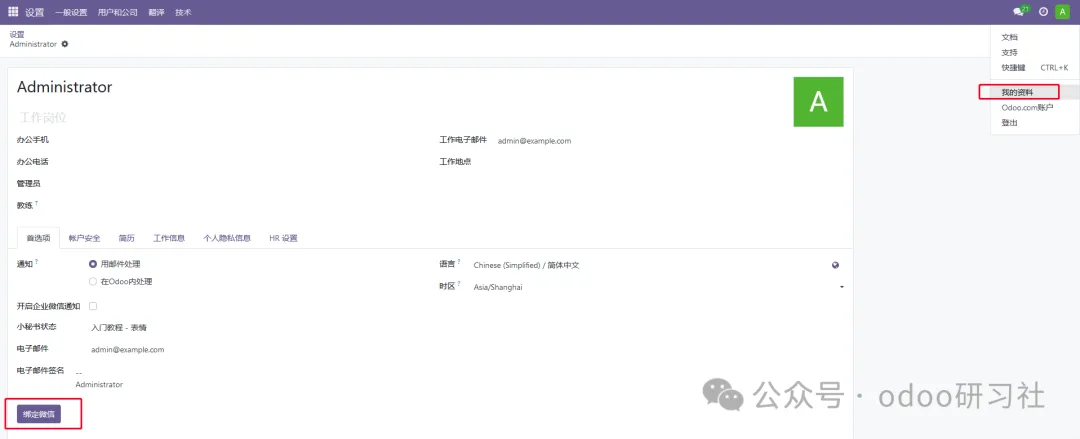 设置 一般设置 用户和公司 翻译 技术 21 A
设置
Administrator
文档
支持
快捷键 CTRL+K
我的资料
Odoo.com账户
登出
Administrator
A
工作岗位
办公手机
工作电子邮件 admin@example.com
办公电话
工作地点
管理员
教练 ?
首选项 帐户安全 简历 工作信息 个人隐私信息 HR 设置
通知 ? 用邮件处理
语言 ? Chinese (Simplified) / 简体中文
在Odoo内处理
时区 ? Asia/Shanghai
开启企业微信通知
小秘书状态 入门教程 - 表情
电子邮件 admin@example.com
电子邮件签名 --
Administrator
绑定微信
公众号 · odoo研习社